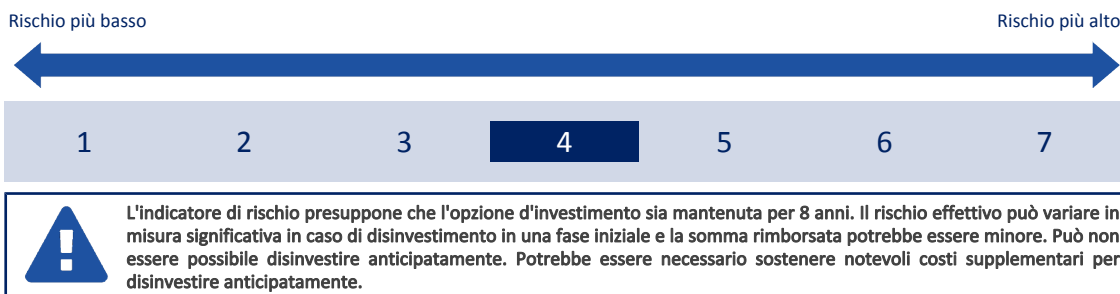 Rischio più basso Rischio più alto
1 2 3 4 5 6 7
L'indicatore di rischio presuppone che l'opzione d'investimento sia mantenuta per 8 anni. Il rischio effettivo può variare in
misura significativa in caso di disinvestimento in una fase iniziale e la somma rimborsata potrebbe essere minore. Può non
essere possibile disinvestire anticipatamente. Potrebbe essere necessario sostenere notevoli costi supplementari per
disinvestire anticipatamente.